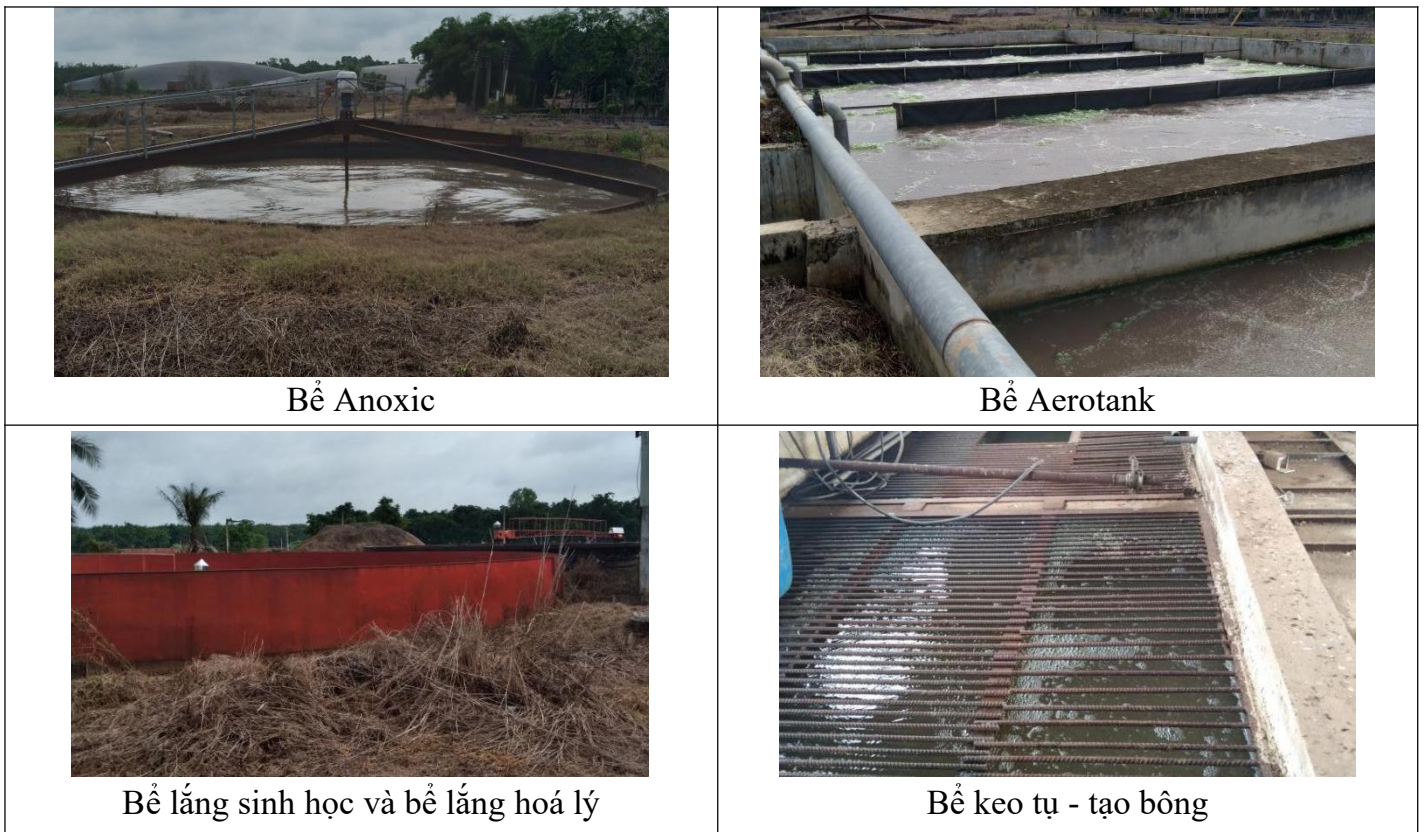 Bể Anoxic
Bể Aerotank
Bể lắng sinh học và bể lắng hoá lý
Bể keo tụ - tạo bông